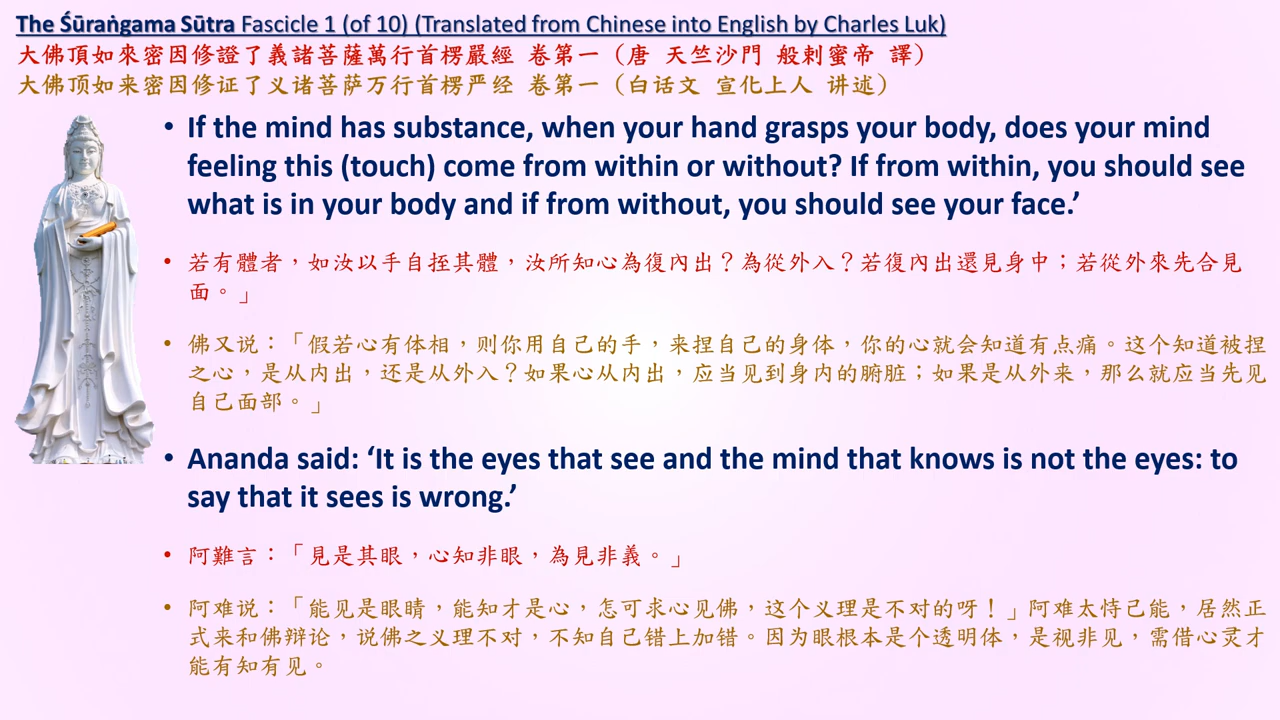 The Śūraṅgama Sūtra Fascicle 1 (of 10) (Translated from Chinese into English by Charles Luk)
大佛頂如來密因修證了義諸菩薩萬行首楞嚴經 卷第一（唐 天竺沙門 般剌蜜帝 譯）
大佛顶如来密因修证了义诸菩萨万行首楞严经 卷第一（白话文 宣化上人 讲述）
• If the mind has substance, when your hand grasps your body, does your mind
feeling this (touch) come from within or without? If from within, you should see
what is in your body and if from without, you should see your face.’
• 若有體者，如汝以手自挃其體，汝所知心為復內出？為從外入？若復內出還見身中；若從外來先合見
面。」
• 佛又说：「假若心有体相，则你用自己的手，来捏自己的身体，你的心就会知道有点痛。这个知道被捏
之心，是从内出，还是从外入？如果心从内出，应当见到身内的腑脏；如果是从外来，那么就应当先见
自己面部。」
• Ananda said: ‘It is the eyes that see and the mind that knows is not the eyes: to
say that it sees is wrong.’
• 阿難言：「見是其眼，心知非眼，為見非義。」
• 阿难说：「能见是眼睛，能知才是心，怎可求心见佛，这个义理是不对的呀！」阿难太恃己能，居然正
式来和佛辩论，说佛之义理不对，不知自己错上加错。因为眼根本是个透明体，是视非见，需借心灵才
能有知有见。